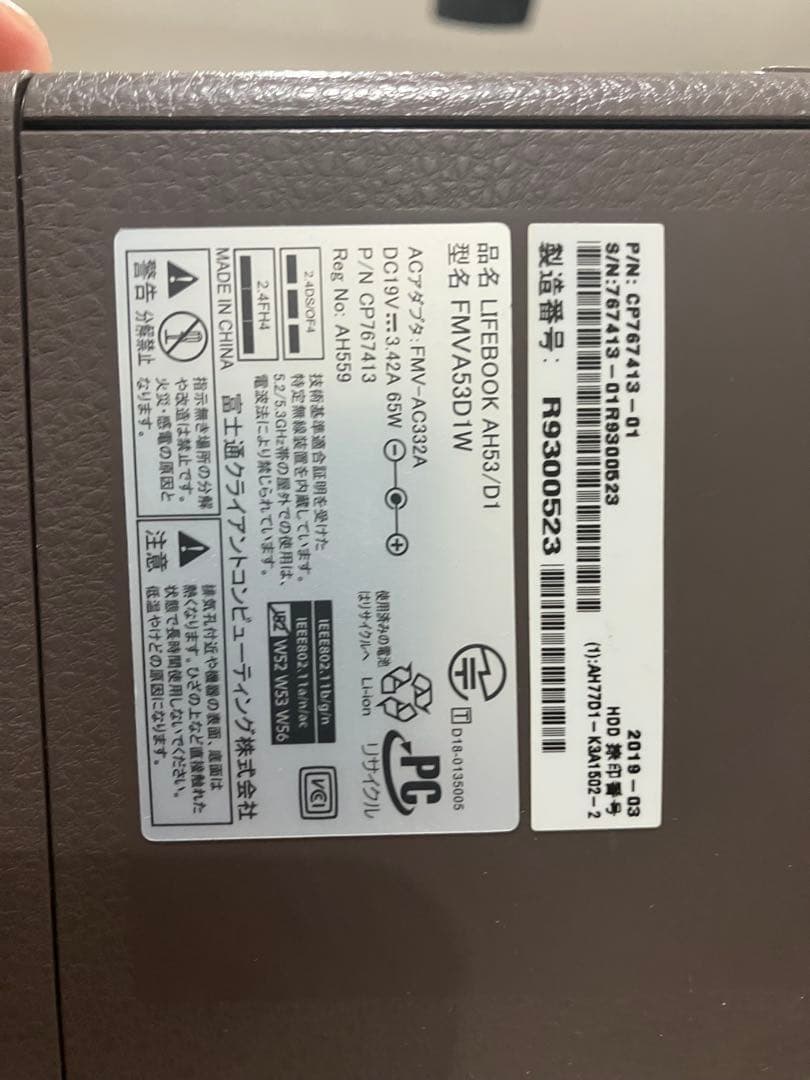 P/N: CP767413-01
S/N:767413-01R9300523
製造番号: R9300523
2019-03
HDD 兼印番号
(1):AH77D1-K3A1502-2
品名 LIFEBOOK AH53/D1
型名 FMVA53D1W
ACアダプタ:FMV-AC332A
DC19V 3.42A 65W
P/N CP767413
Reg No: AH559
T D18-0135005
PCリサイクル
使用済みの電池
はリサイクルへ
Li-ion
2.4DS/OF4
2.4FH4
技術基準適合証明を受けた
特定無線装置を内蔵しています。
5.2/5.3GHz帯の屋外での使用は、
電波法により禁じられています。
IEEE802.11b/g/n
IEEE802.11a/n/ac
J52 W52 W53 W56
VCI
MADE IN CHINA
富士通クライアントコンピューティング株式会社
警告 分解禁止
指示無き場所の分解
や改造は禁止です。
火災・感電の原因と
なります。
注意
排気孔付近や機器の表面、底面は
熱くなります。ひざの上など直接触れた
状態で長時間使用しないでください。
低温やけどの原因になります。